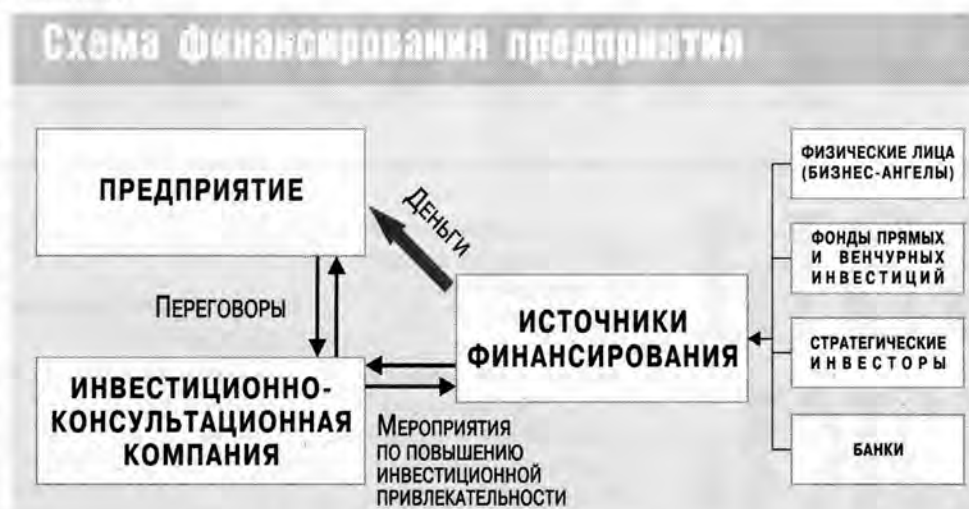 Схема финансирования предприятия
ПРЕДПРИЯТИЕ
Деньги
Переговоры
ИНВЕСТИЦИОННО-
КОНСУЛЬТАЦИОННАЯ
КОМПАНИЯ
Мероприятия
по повышению
инвестиционной
привлекательности
ИСТОЧНИКИ
ФИНАНСИРОВАНИЯ
ФИЗИЧЕСКИЕ ЛИЦА
(БИЗНЕС-АНГЕЛЫ)
ФОНДЫ ПРЯМЫХ
И ВЕНЧУРНЫХ
ИНВЕСТИЦИЙ
СТРАТЕГИЧЕСКИЕ
ИНВЕСТОРЫ
БАНКИ